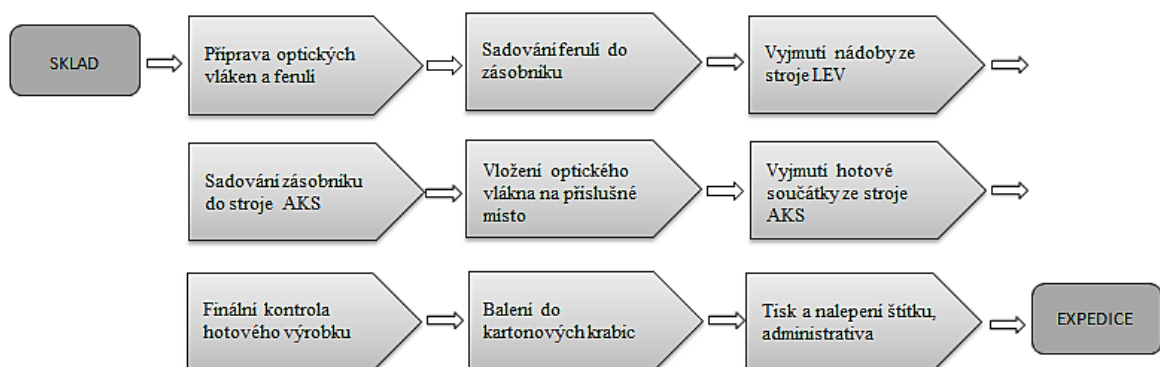 SKLAD
Příprava optických
vláken a ferulí
Sadování ferulí do
zásobníku
Vyjmutí nádoby ze
stroje LEV
Sadování zásobníku
do stroje AKS
Vložení optického
vlákna na příslušné
místo
Vyjmutí hotové
součátky ze stroje
AKS
Finální kontrola
hotového výrobku
Balení do
kartonových krabic
Tisk a nalepení štítku,
administrativa
EXPEDICE